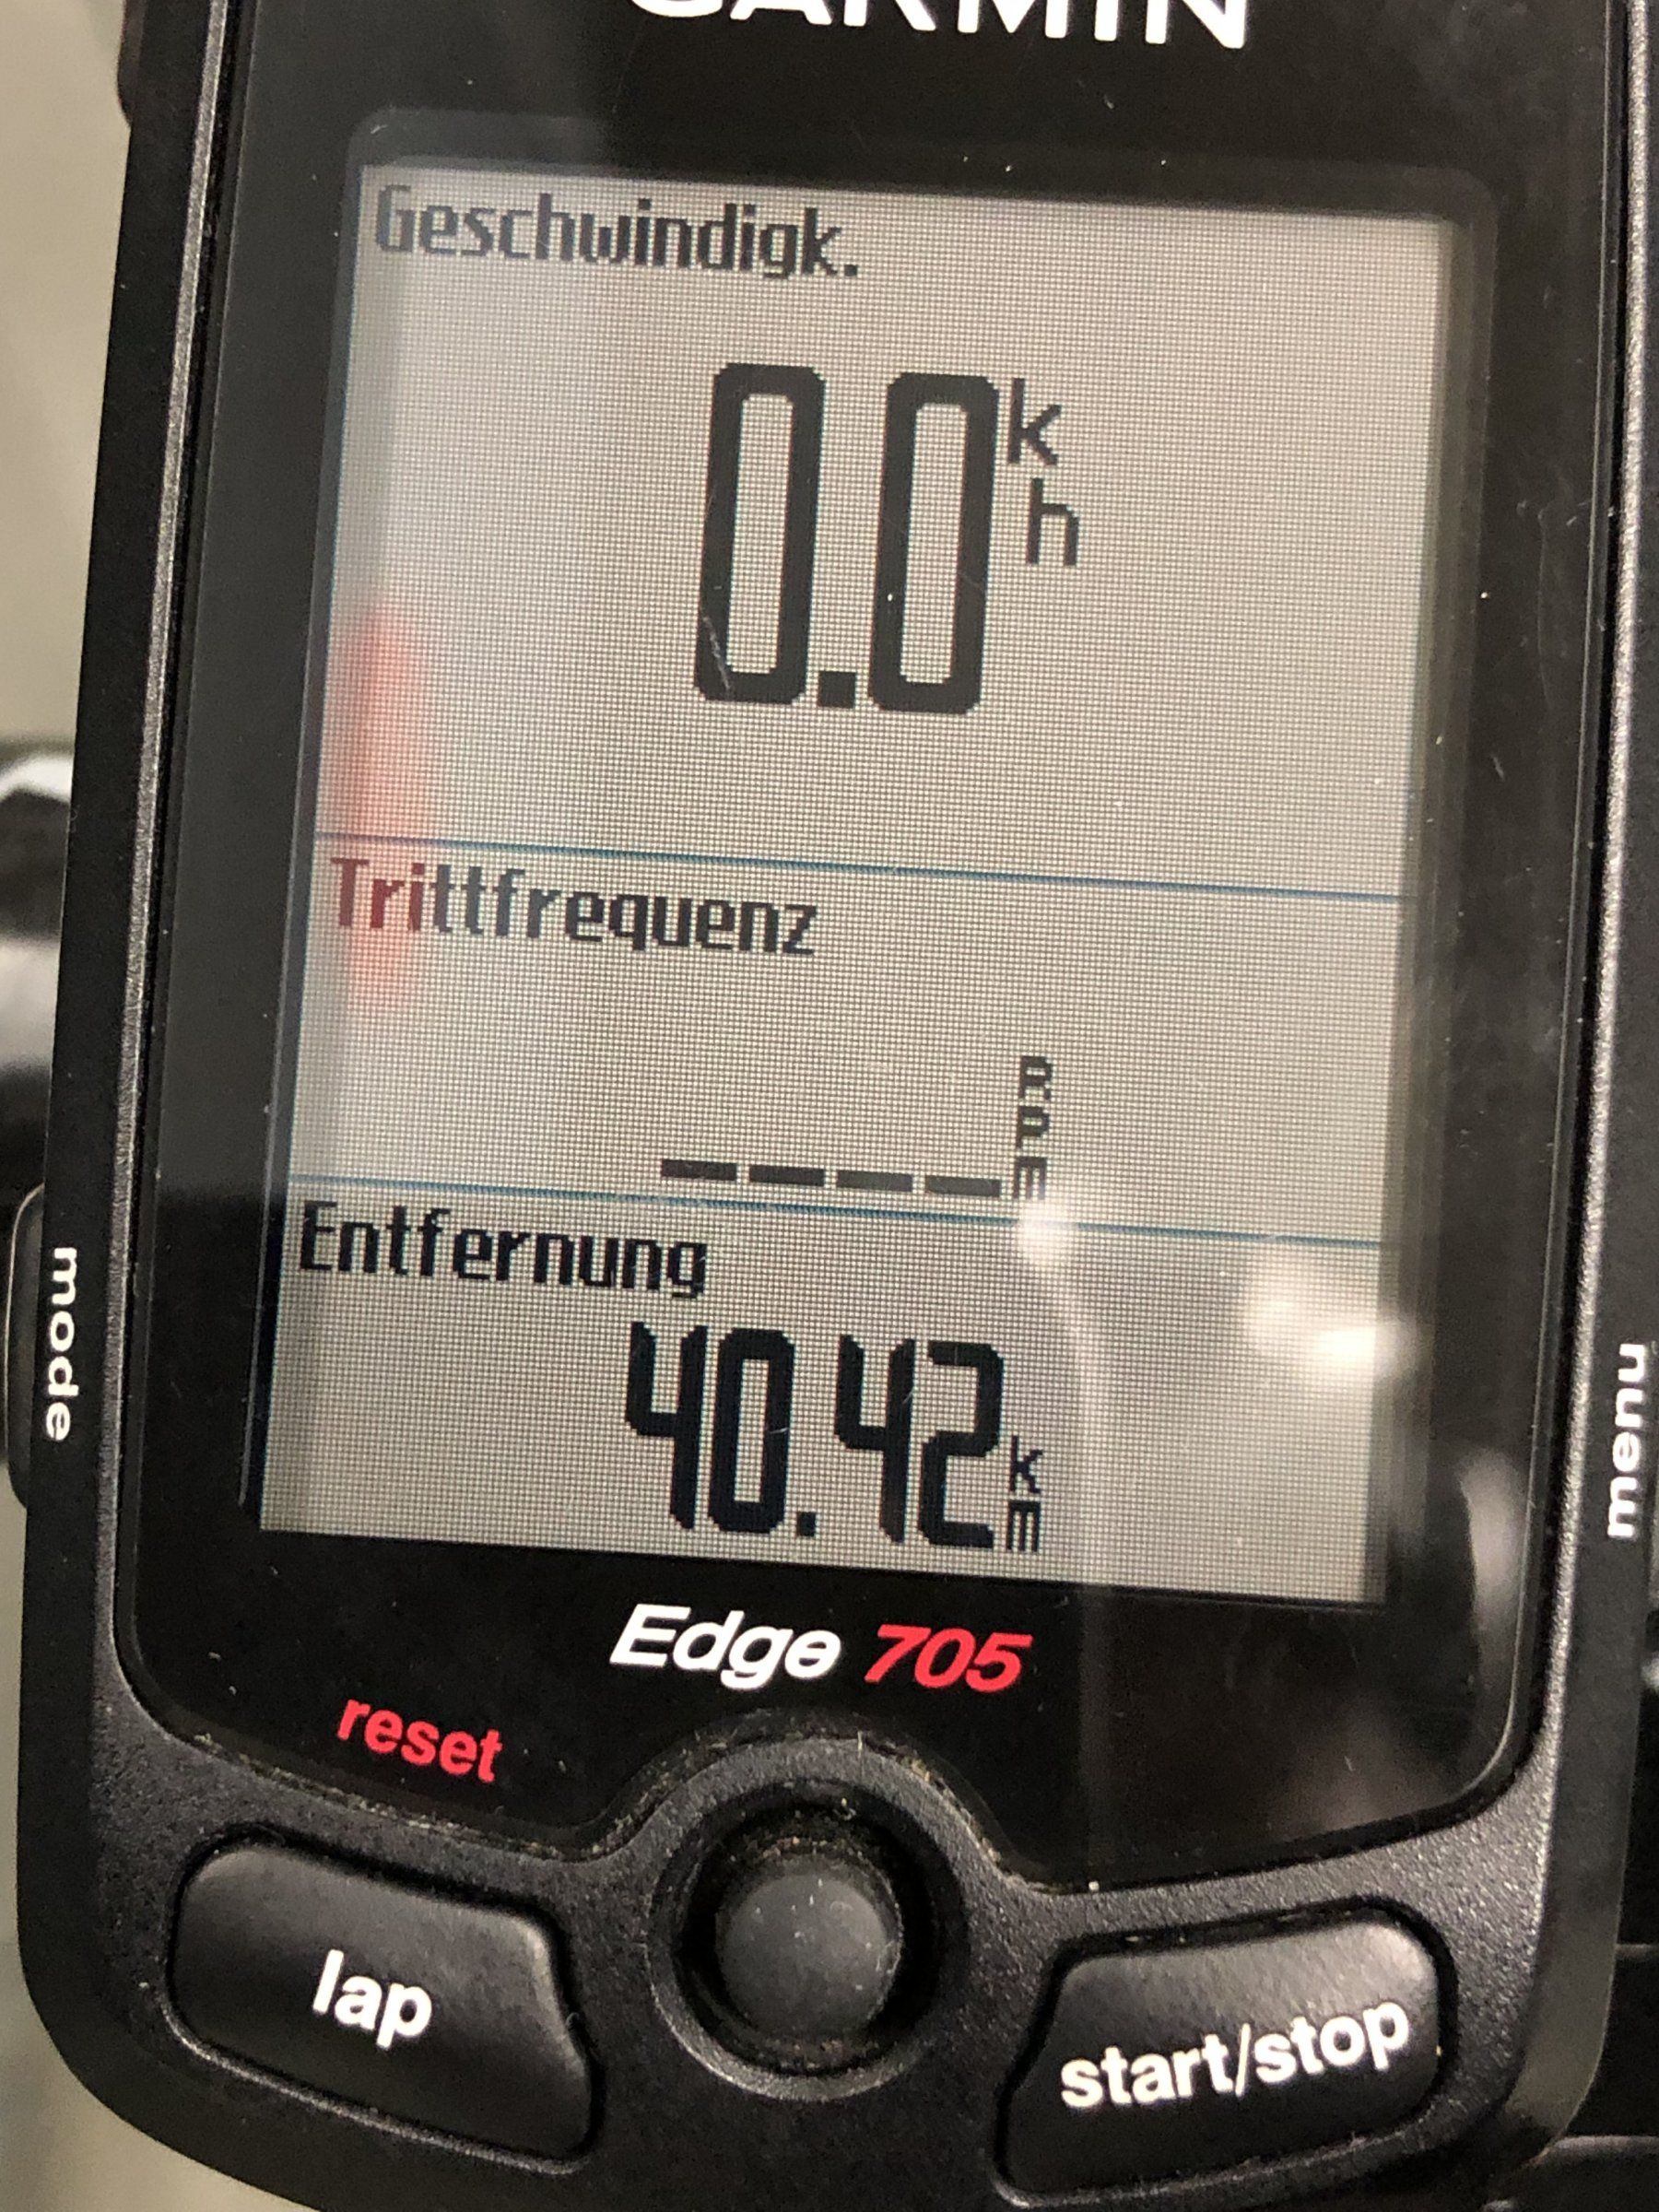 GARMIN
Geschwindigk.
0.0 kh
Trittfrequenz
---- RPM
Entfernung
40.42 km
Edge 705
reset
lap
start/stop
mode
menu